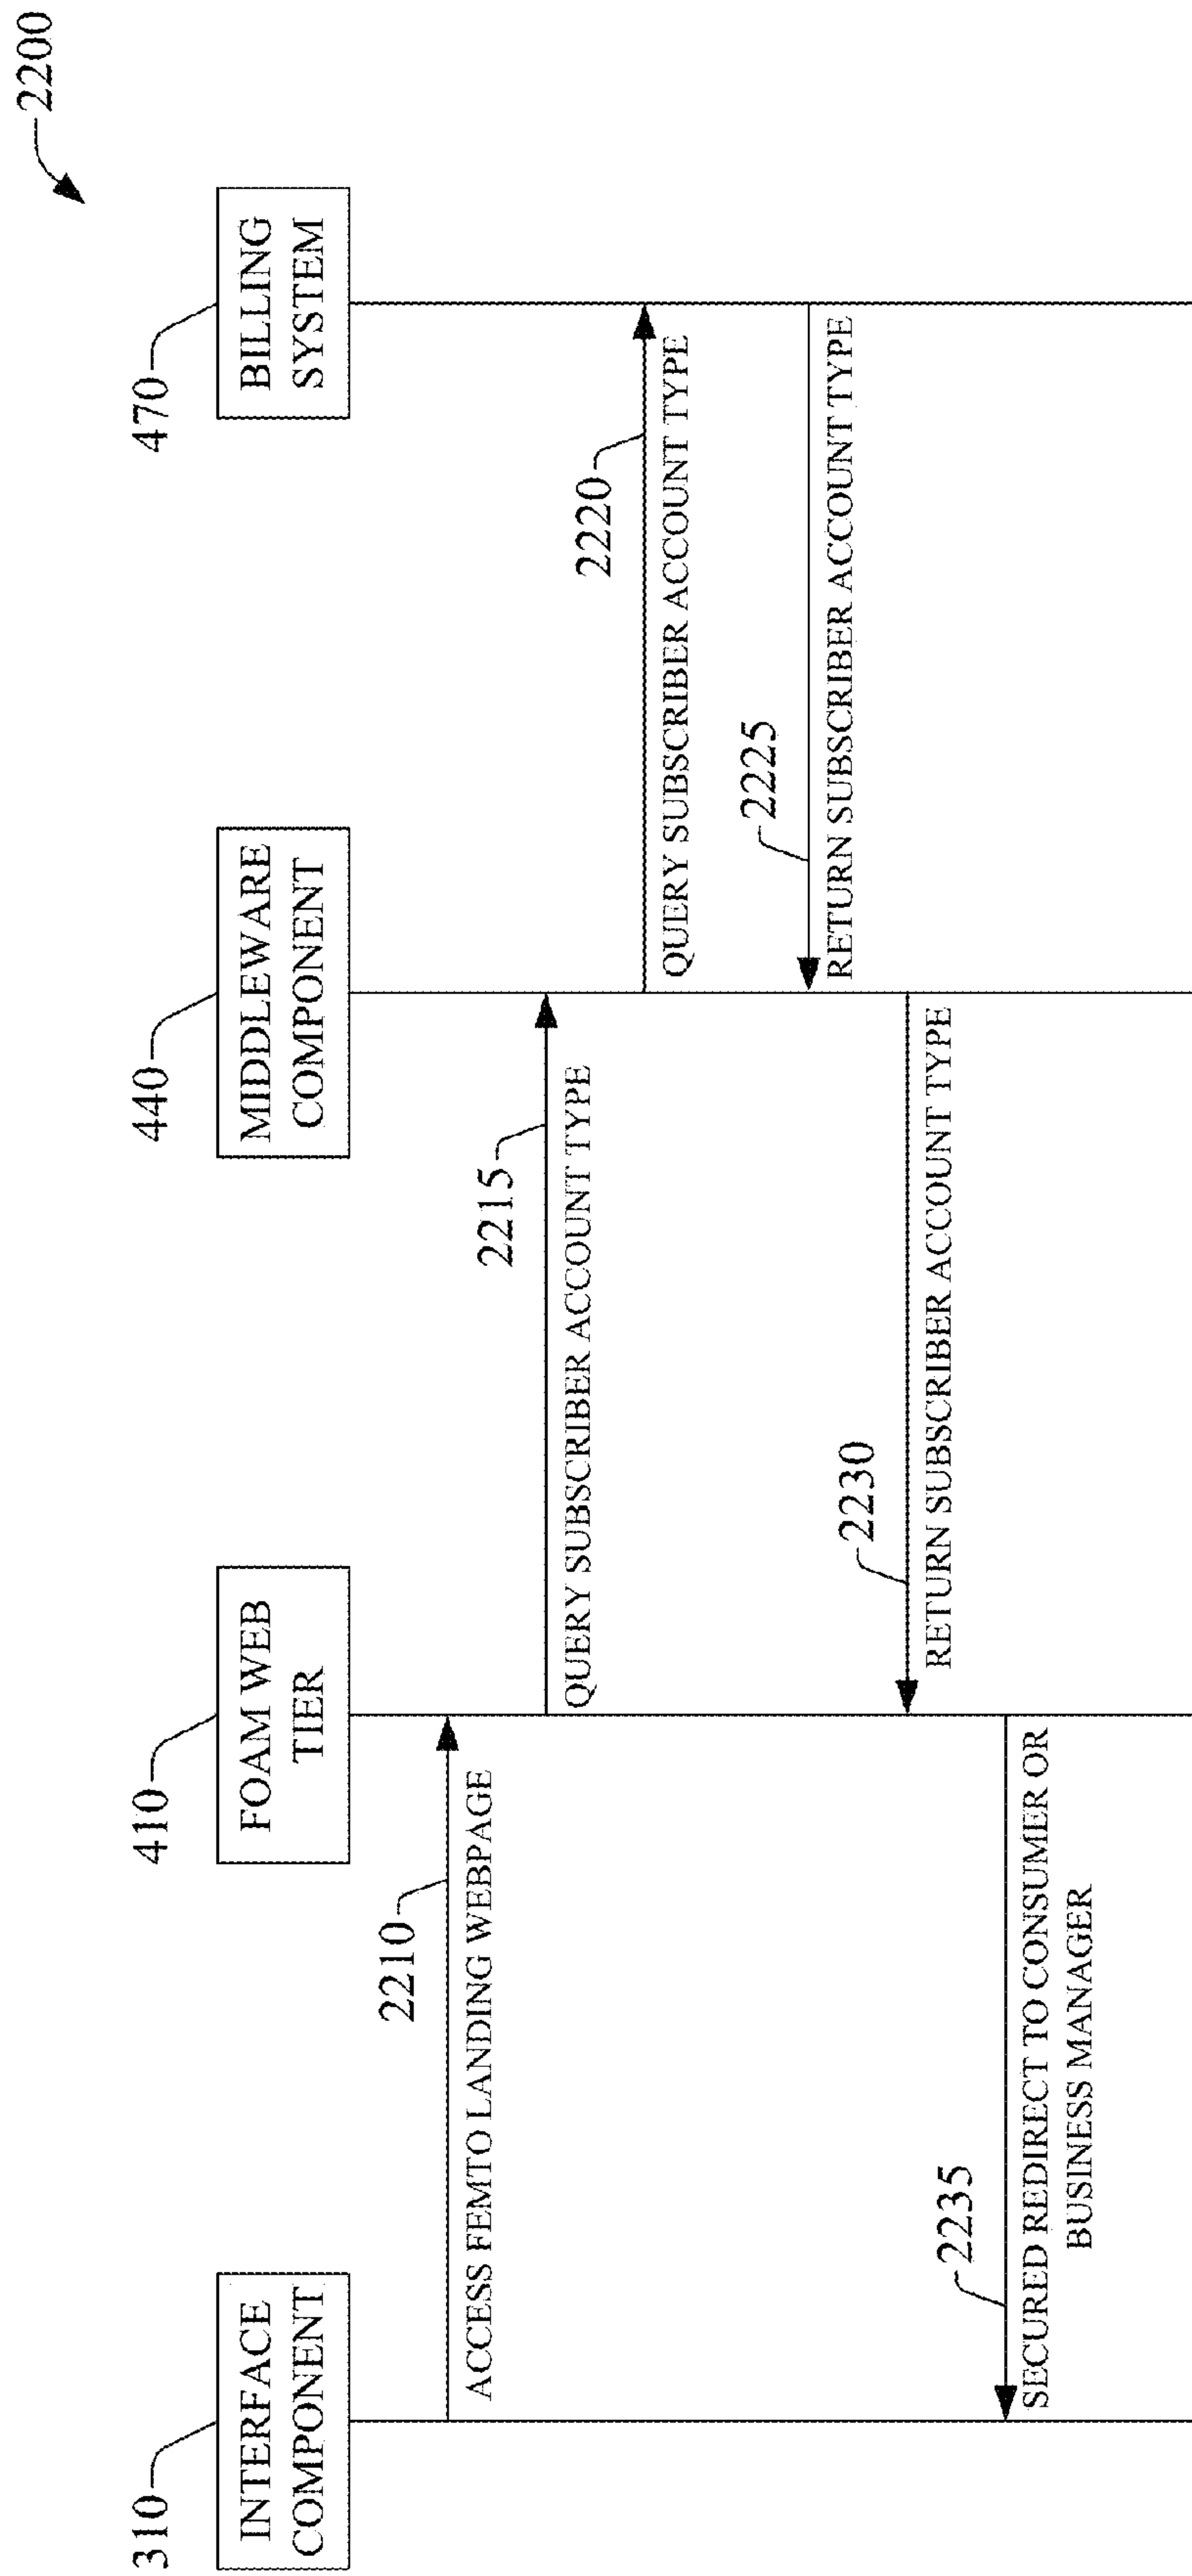 2200
310
INTERFACE
COMPONENT
410
FOAM WEB
TIER
440
MIDDLEWARE
COMPONENT
470
BILLING
SYSTEM
2210
ACCESS FEMTO LANDING WEBPAGE
2215
QUERY SUBSCRIBER ACCOUNT TYPE
2220
QUERY SUBSCRIBER ACCOUNT TYPE
2225
RETURN SUBSCRIBER ACCOUNT TYPE
2230
RETURN SUBSCRIBER ACCOUNT TYPE
2235
SECURED REDIRECT TO CONSUMER OR
BUSINESS MANAGER